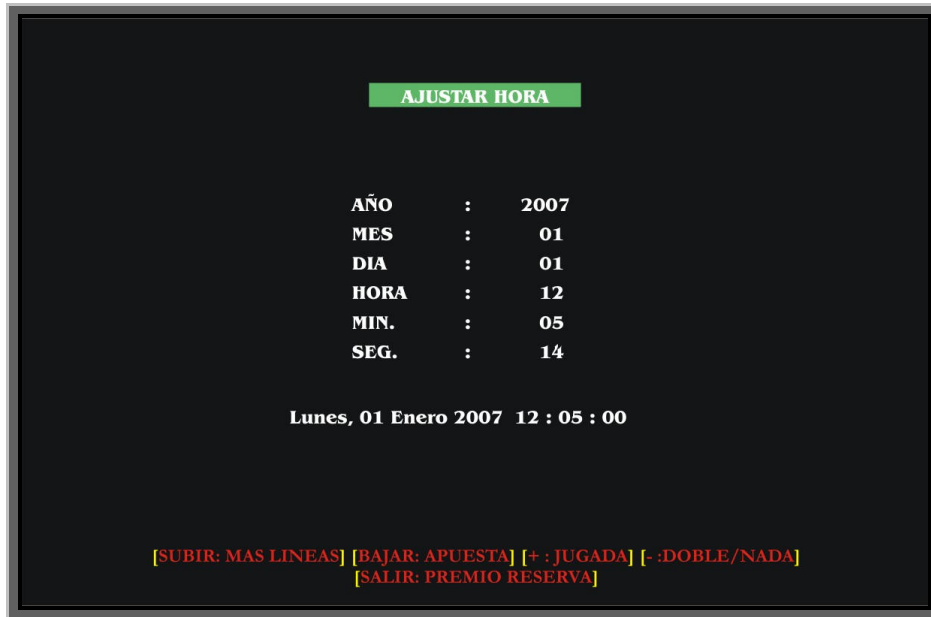 AJUSTAR HORA
AÑO : 2007
MES : 01
DIA : 01
HORA : 12
MIN. : 05
SEG. : 14
Lunes, 01 Enero 2007 12 : 05 : 00
[SUBIR: MAS LINEAS] [BAJAR: APUESTA] [+ : JUGADA] [- :DOBLE/NADA]
[SALIR: PREMIO RESERVA]